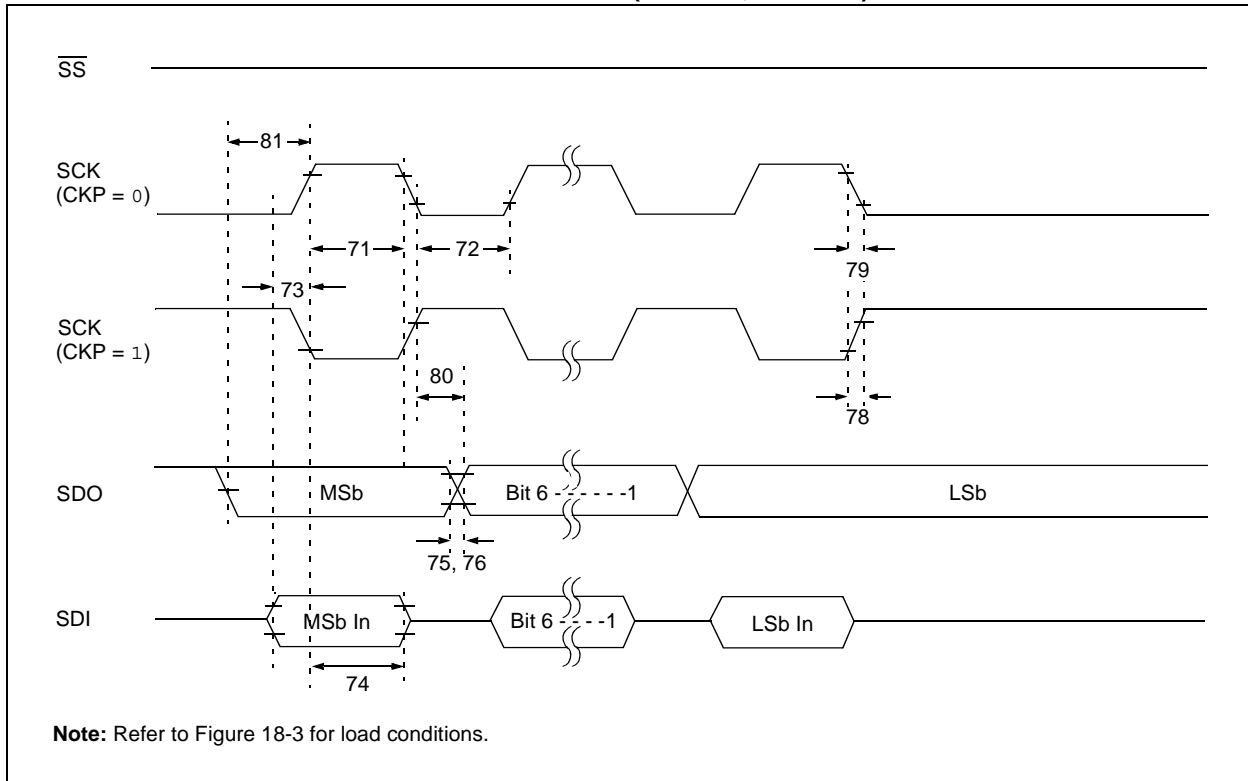 SS
81
SCK
(CKP = 0)
71
72
79
73
SCK
(CKP = 1)
80
78
SDO
MSb
Bit 6 - - - - - -1
LSb
75, 76
SDI
MSb In
Bit 6 - - - - -1
LSb In
74
Note: Refer to Figure 18-3 for load conditions.